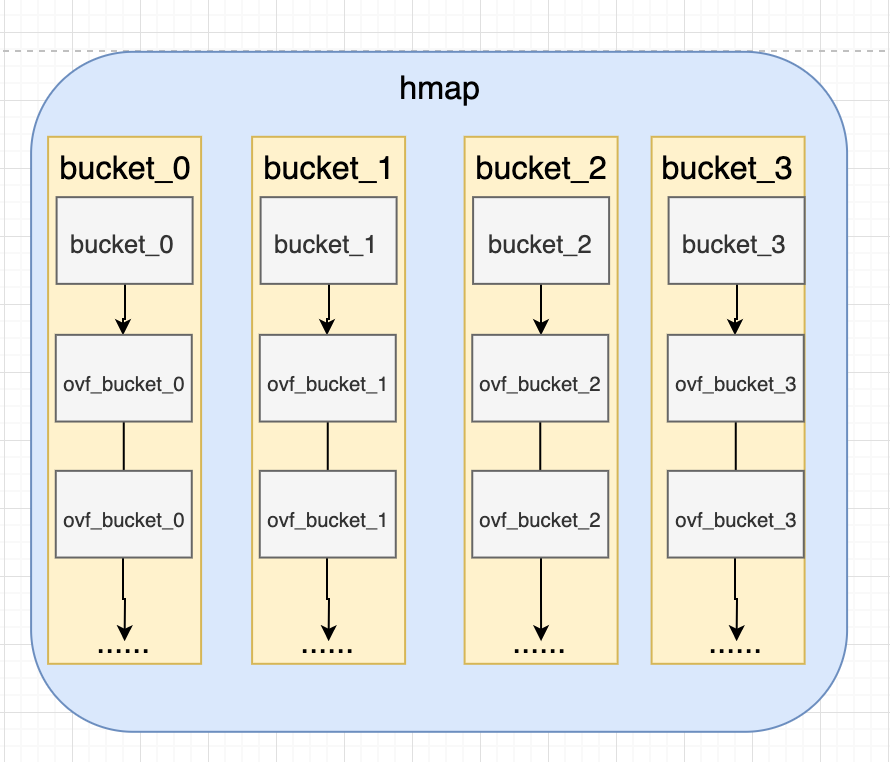 hmap
bucket_0
bucket_1
bucket_2
bucket_3
bucket_0
bucket_1
bucket_2
bucket_3
ovf_bucket_0
ovf_bucket_1
ovf_bucket_2
ovf_bucket_3
ovf_bucket_0
ovf_bucket_1
ovf_bucket_2
ovf_bucket_3
......
......
......
......